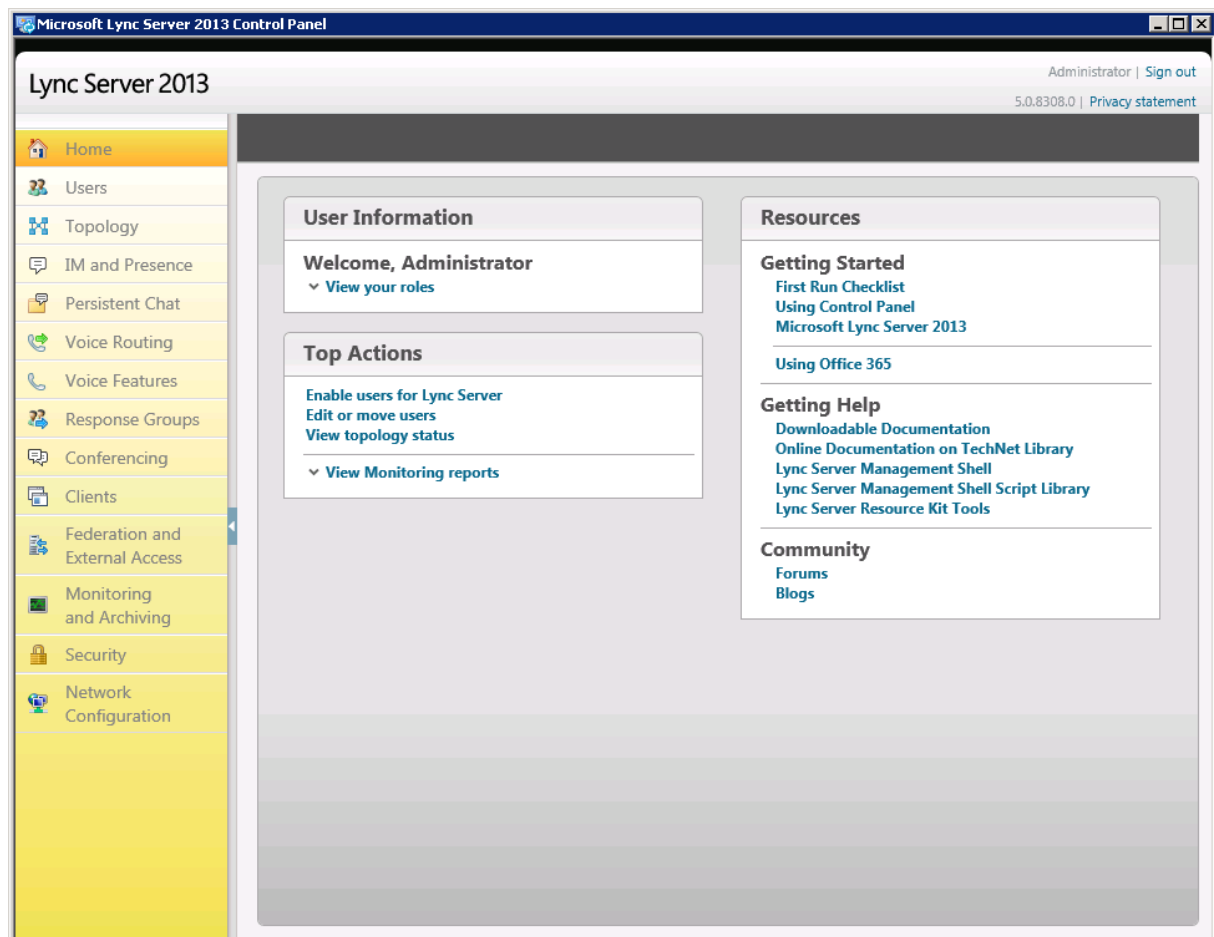 Microsoft Lync Server 2013 Control Panel
Lync Server 2013
Administrator | Sign out
5.0.8308.0 | Privacy statement
Home
Users
Topology
IM and Presence
Persistent Chat
Voice Routing
Voice Features
Response Groups
Conferencing
Clients
Federation and
External Access
Monitoring
and Archiving
Security
Network
Configuration
User Information
Welcome, Administrator
View your roles
Top Actions
Enable users for Lync Server
Edit or move users
View topology status
View Monitoring reports
Resources
Getting Started
First Run Checklist
Using Control Panel
Microsoft Lync Server 2013
Using Office 365
Getting Help
Downloadable Documentation
Online Documentation on TechNet Library
Lync Server Management Shell
Lync Server Management Shell Script Library
Lync Server Resource Kit Tools
Community
Forums
Blogs